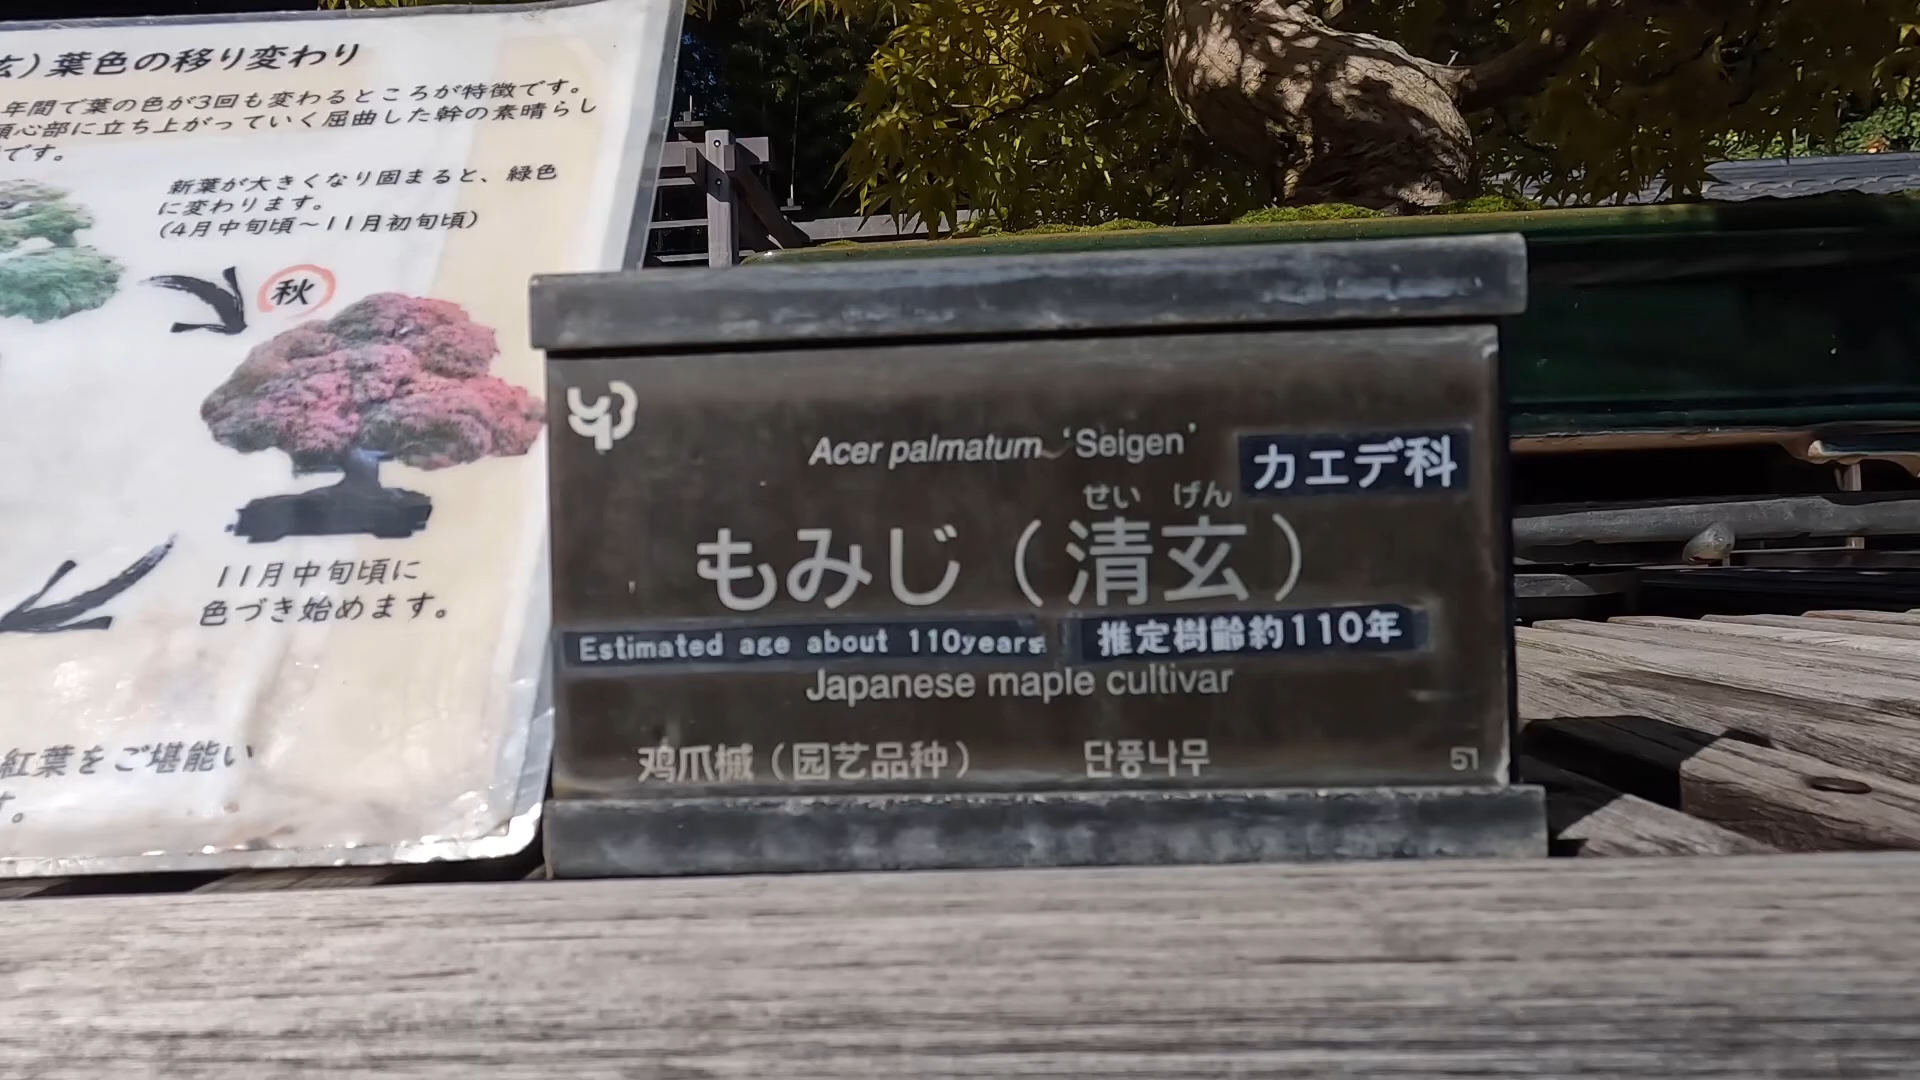 ）葉色の移り変わり
年間で葉の色が3回も変わるところが特徴です。
心部に立ち上がっていく屈曲した幹の素晴らし
です。
新葉が大きくなり固まると、緑色
に変わります。
(4月中旬頃～11月初旬頃)
秋
11月中旬頃に
色づき始めます。
紅葉をご堪能い
す。
Acer palmatum 'Seigen'
カエデ科
せい げん
もみじ（清玄）
Estimated age about 110years
推定樹齢約110年
Japanese maple cultivar
鸡爪槭（园艺品种）
단풍나무
51